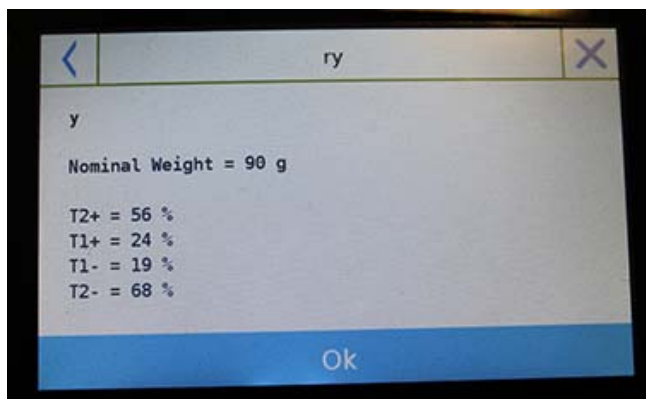 ry
y
Nominal Weight = 90 g
T2+ = 56 %
T1+ = 24 %
T1- = 19 %
T2- = 68 %
Ok